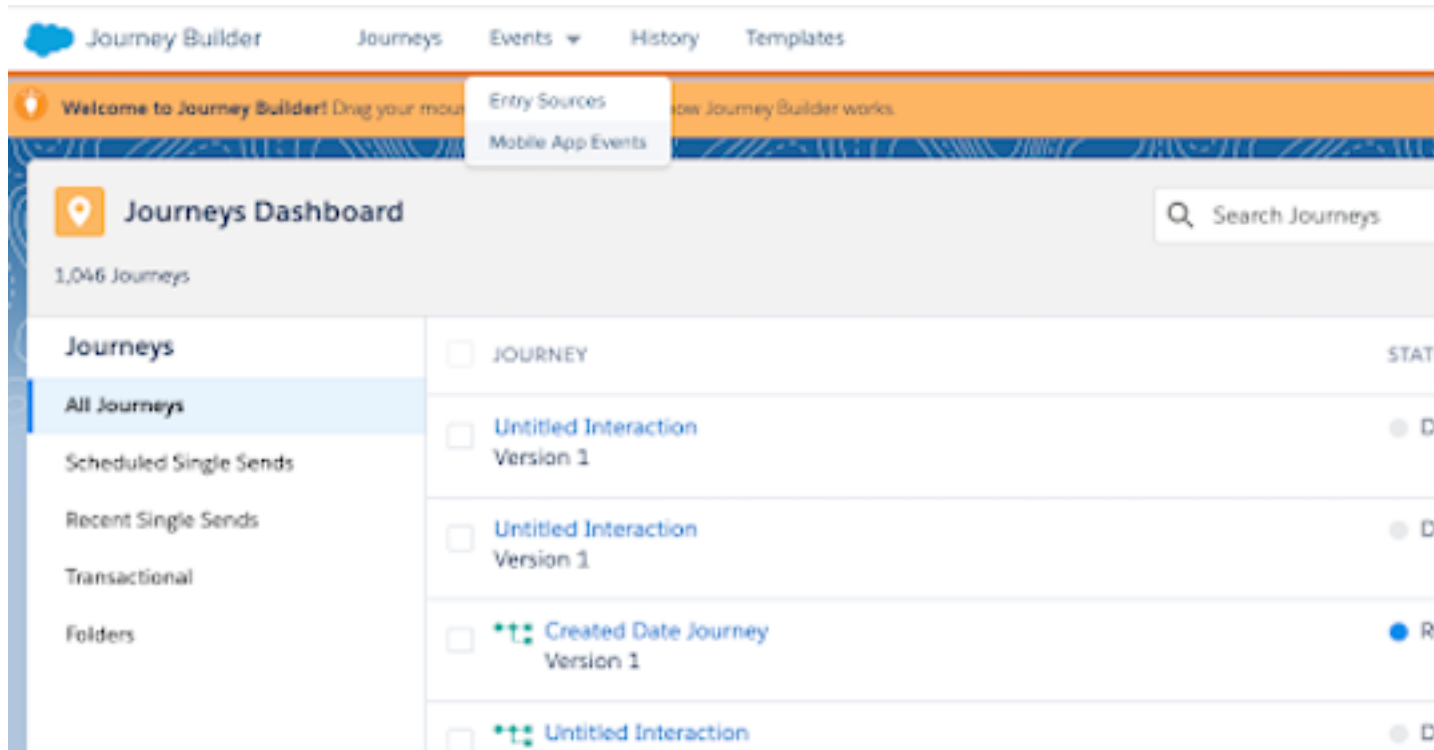 Journey Builder Journeys Events History Templates
Entry Sources
Mobile App Events
Welcome to Journey Builder! Drag your how Journey Builder works.
Journeys Dashboard
Search Journeys
1,046 Journeys
Journeys
All Journeys
Scheduled Single Sends
Recent Single Sends
Transactional
Folders
JOURNEY STAT
Untitled Interaction D
Version 1
Untitled Interaction D
Version 1
Created Date Journey R
Version 1
Untitled Interaction D